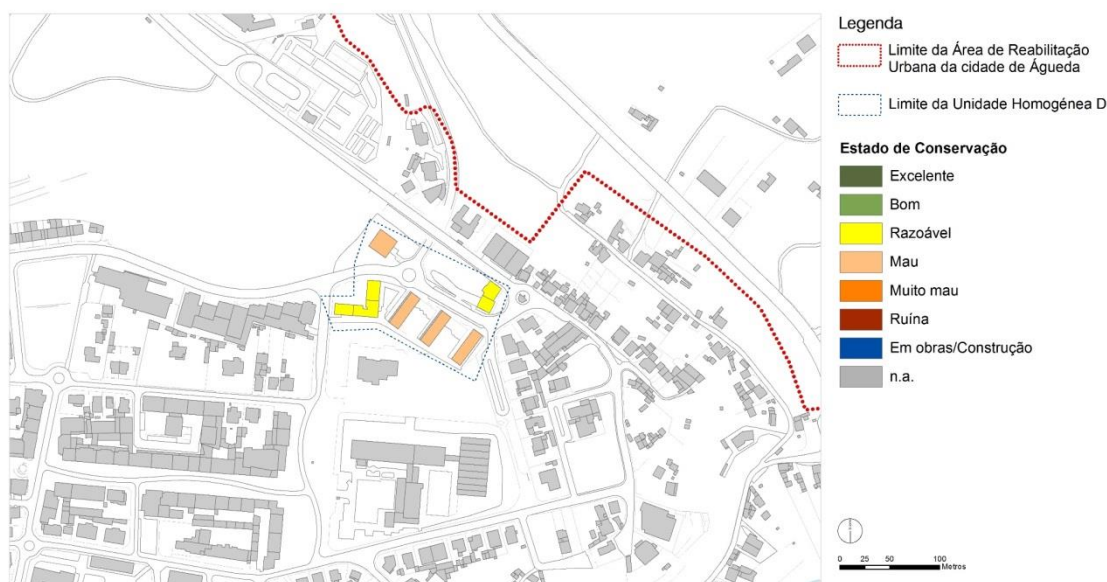 Legenda
Limite da Área de Reabilitação
Urbana da cidade de Águeda
Limite da Unidade Homogénea D
Estado de Conservação
Excelente
Bom
Razoável
Mau
Muito mau
Ruína
Em obras/Construção
n.a.
0 25 50 100
Metros